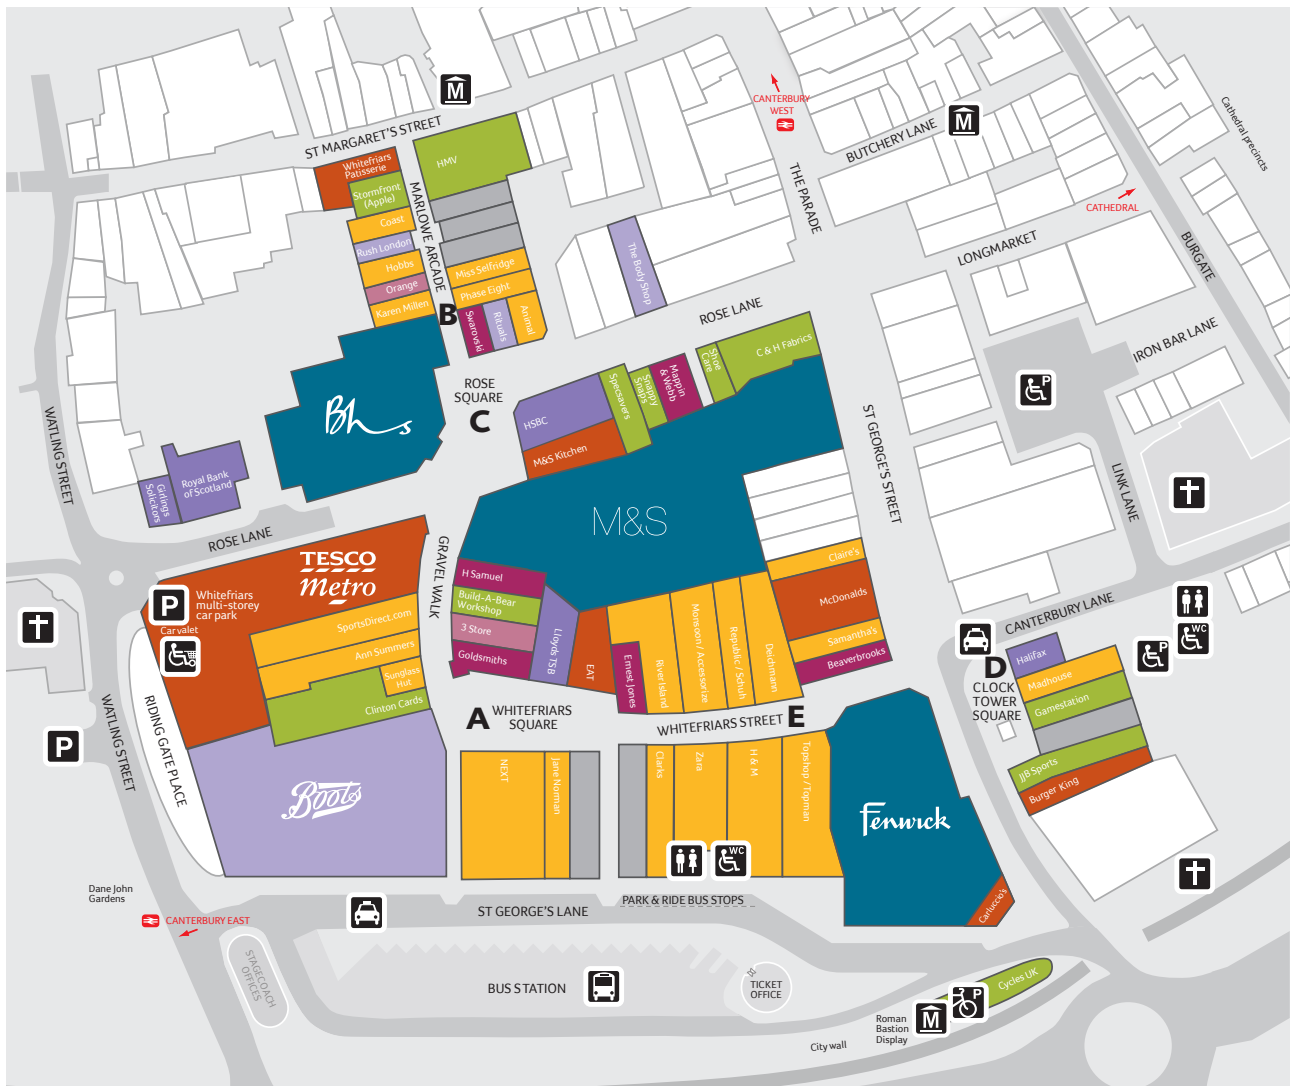 CANTERBURY
WEST
Cathedral precincts
M
ST MARGARET'S STREET
HMV
Whitefriars
Patisserie
Stormfront
(Apple)
Coast
Rush London
Hobbs
Orange
Karen Millen
MARLOWE ARCADE
Miss Selfridge
Phase Eight
Swarovski
Rituals
Animal
B
The Body Shop
THE PARADE
BUTCHERY LANE
M
CATHEDRAL
LONGMARKET
BURGATE
IRON BAR LANE
ROSE LANE
ROSE
SQUARE
C
Bhs
HSBC
M&S Kitchen
Specsavers
Snappy
Snaps
Mappin
& Webb
Shoe
Care
C & H Fabrics
P
WATLING STREET
Girlings
Solicitors
Royal Bank
of Scotland
ROSE LANE
M&S
ST GEORGE'S STREET
LINK LANE
TESCO
Metro
P
Whitefriars
multi-storey
car park
Car valet
SportsDirect.com
Ann Summers
Sunglass
Hut
Clinton Cards
GRAVEL WALK
H Samuel
Build-A-Bear
Workshop
3 Store
Goldsmiths
Lloyds TSB
EAT
Ernest Jones
River Island
Monsoon / Accessorize
Republic / Schuh
Deichmann
Claire's
McDonalds
Samantha's
Beaverbrooks
CANTERBURY LANE
WC
P
D
CLOCK
TOWER
SQUARE
Halifax
Madhouse
Gamestation
JJB Sports
Burger King
P
WATLING STREET
RIDING GATE PLACE
A
WHITEFRIARS
SQUARE
WHITEFRIARS STREET
E
Boots
NEXT
Jane Norman
Clarks
Zara
H & M
Topshop / Topman
WC
Fenwick
Carluccio's
Dane John
Gardens
CANTERBURY EAST
ST GEORGE'S LANE
PARK & RIDE BUS STOPS
STAGECOACH
OFFICES
BUS STATION
TICKET
OFFICE
Cycles UK
P
M
Roman
Bastion
Display
City wall